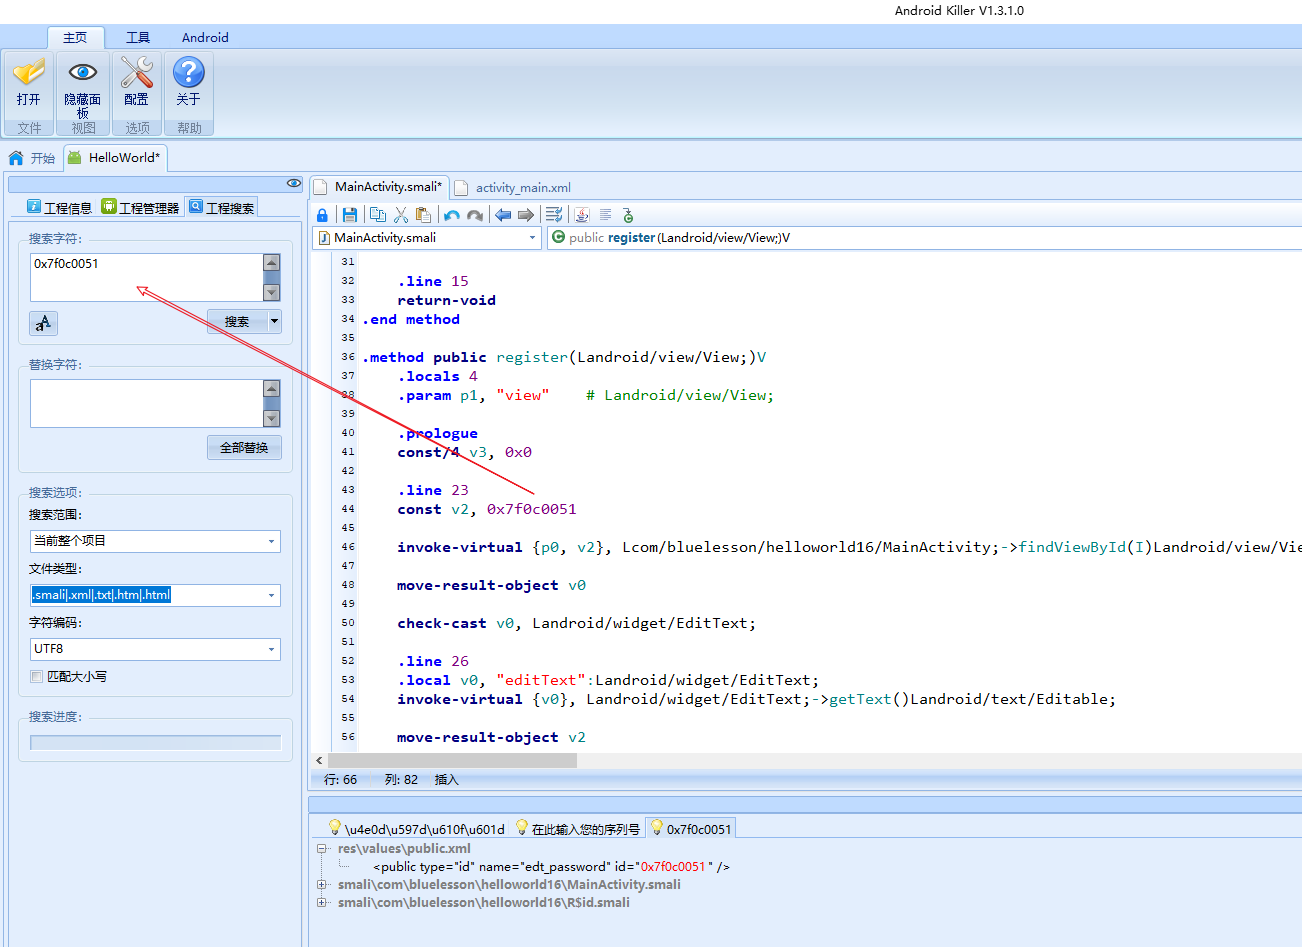 Android Killer V1.3.1.0
主页 工具 Android
打开 隐藏面板 配置 关于
文件 视图 选项 帮助
开始 HelloWorld*
工程信息 工程管理器 工程搜索
搜索字符:
0x7f0c0051
aA
搜索
替换字符:
全部替换
搜索选项:
搜索范围:
当前整个项目
文件类型:
.smali|.xml|.txt|.htm|.html
字符编码:
UTF8
匹配大小写
搜索进度:
MainActivity.smali* activity_main.xml
MainActivity.smali public register(Landroid/view/View;)V
31
32 .line 15
33 return-void
34 .end method
35
36 .method public register(Landroid/view/View;)V
37 .locals 4
38 .param p1, "view" # Landroid/view/View;
39
40 .prologue
41 const/4 v3, 0x0
42
43 .line 23
44 const v2, 0x7f0c0051
45
46 invoke-virtual {p0, v2}, Lcom/bluelesson/helloworld16/MainActivity;->findViewById(I)Landroid/view/Vie
47
48 move-result-object v0
49
50 check-cast v0, Landroid/widget/EditText;
51
52 .line 26
53 .local v0, "editText":Landroid/widget/EditText;
54 invoke-virtual {v0}, Landroid/widget/EditText;->getText()Landroid/text/Editable;
55
56 move-result-object v2
行: 66 列: 82 插入
\u4e0d\u597d\u610f\u601d 在此输入您的序列号 0x7f0c0051
res\values\public.xml
<public type="id" name="edt_password" id="0x7f0c0051" />
smali\com\bluelesson\helloworld16\MainActivity.smali
smali\com\bluelesson\helloworld16\R$id.smali